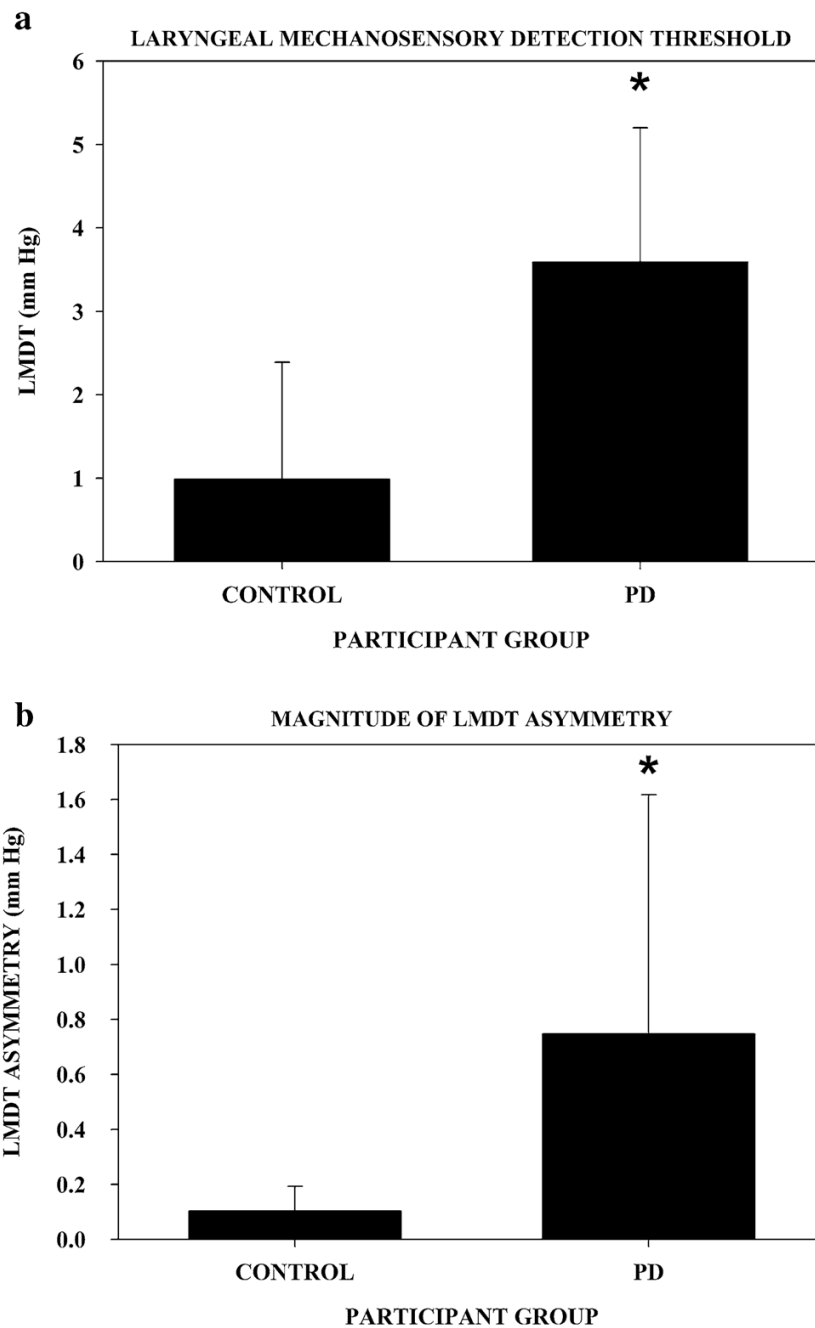 a
LARYNGEAL MECHANOSENSORY DETECTION THRESHOLD
6
*
5
4
3
2
1
0
LMDT (mm Hg)
CONTROL PD
PARTICIPANT GROUP
b
MAGNITUDE OF LMDT ASYMMETRY
1.8
*
1.6
1.4
1.2
1.0
0.8
0.6
0.4
0.2
0.0
LMDT ASYMMETRY (mm Hg)
CONTROL PD
PARTICIPANT GROUP